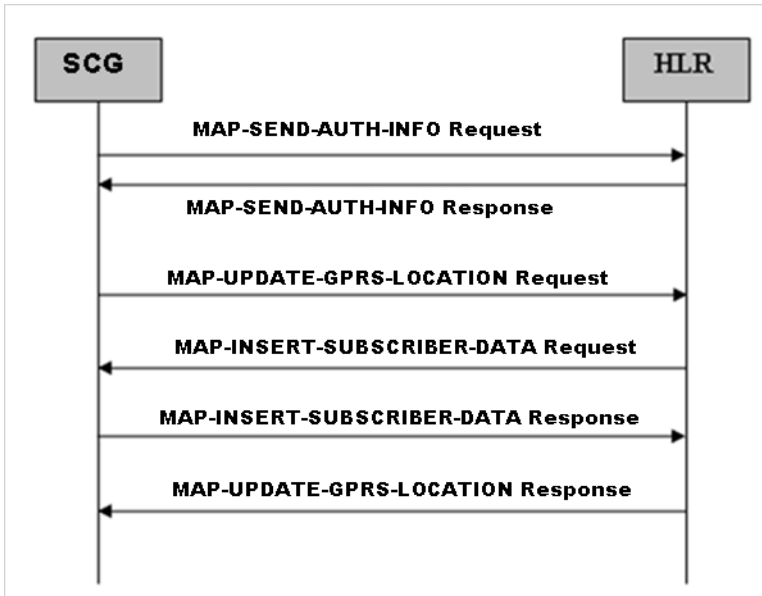 SCG
HLR
MAP-SEND-AUTH-INFO Request
MAP-SEND-AUTH-INFO Response
MAP-UPDATE-GPRS-LOCATION Request
MAP-INSERT-SUBSCRIBER-DATA Request
MAP-INSERT-SUBSCRIBER-DATA Response
MAP-UPDATE-GPRS-LOCATION Response